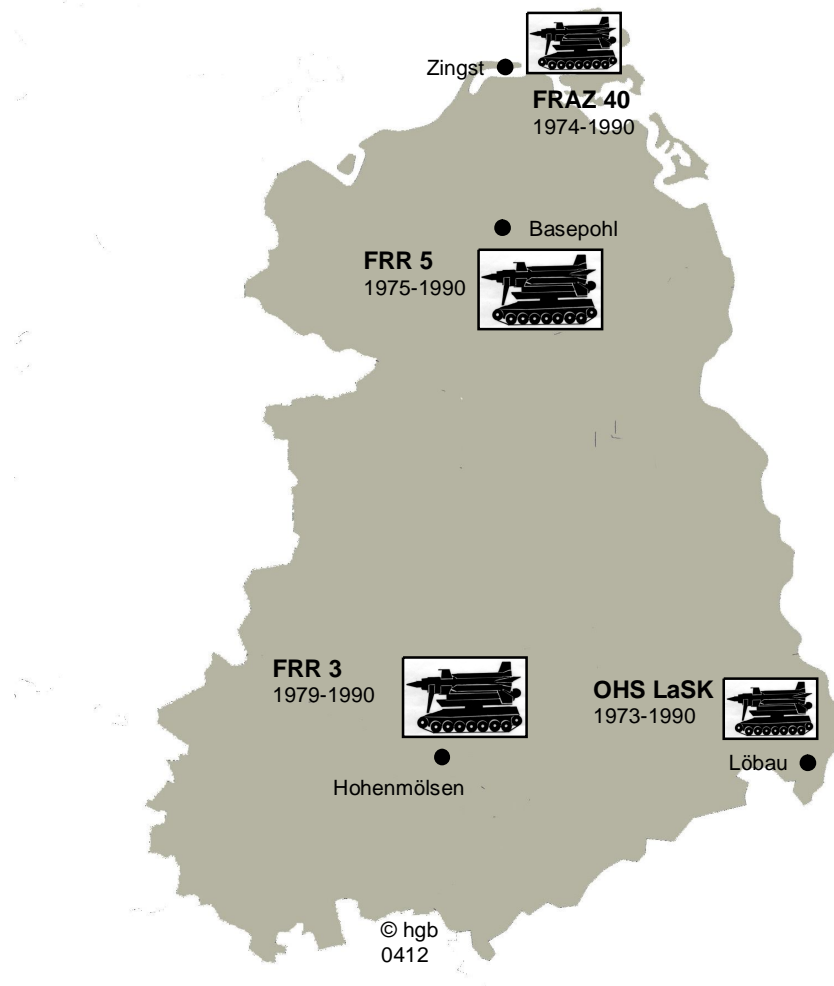 Zingst
FRAZ 40
1974-1990
Basepohl
FRR 5
1975-1990
FRR 3
1979-1990
OHS LaSK
1973-1990
Löbau
Hohenmölsen
© hgb
0412